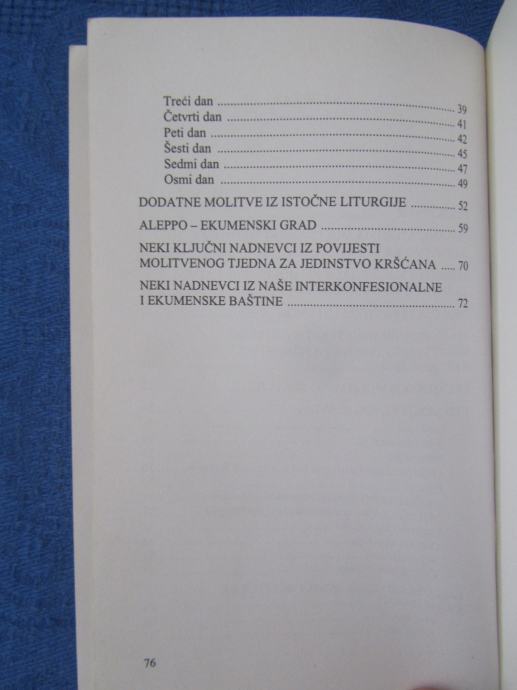 Treći dan ........................................................ 39
Četvrti dan ...................................................... 41
Peti dan ......................................................... 42
Šesti dan ........................................................ 45
Sedmi dan ........................................................ 47
Osmi dan ......................................................... 49
DODATNE MOLITVE IZ ISTOČNE LITURGIJE ............. 52
ALEPPO – EKUMENSKI GRAD ................................... 59
NEKI KLJUČNI NADNEVCI IZ POVIJESTI
MOLITVENOG TJEDNA ZA JEDINSTVO KRŠĆANA .... 70
NEKI NADNEVCI IZ NAŠE INTERKONFESIONALNE
I EKUMENSKE BAŠTINE ............................................ 72
76